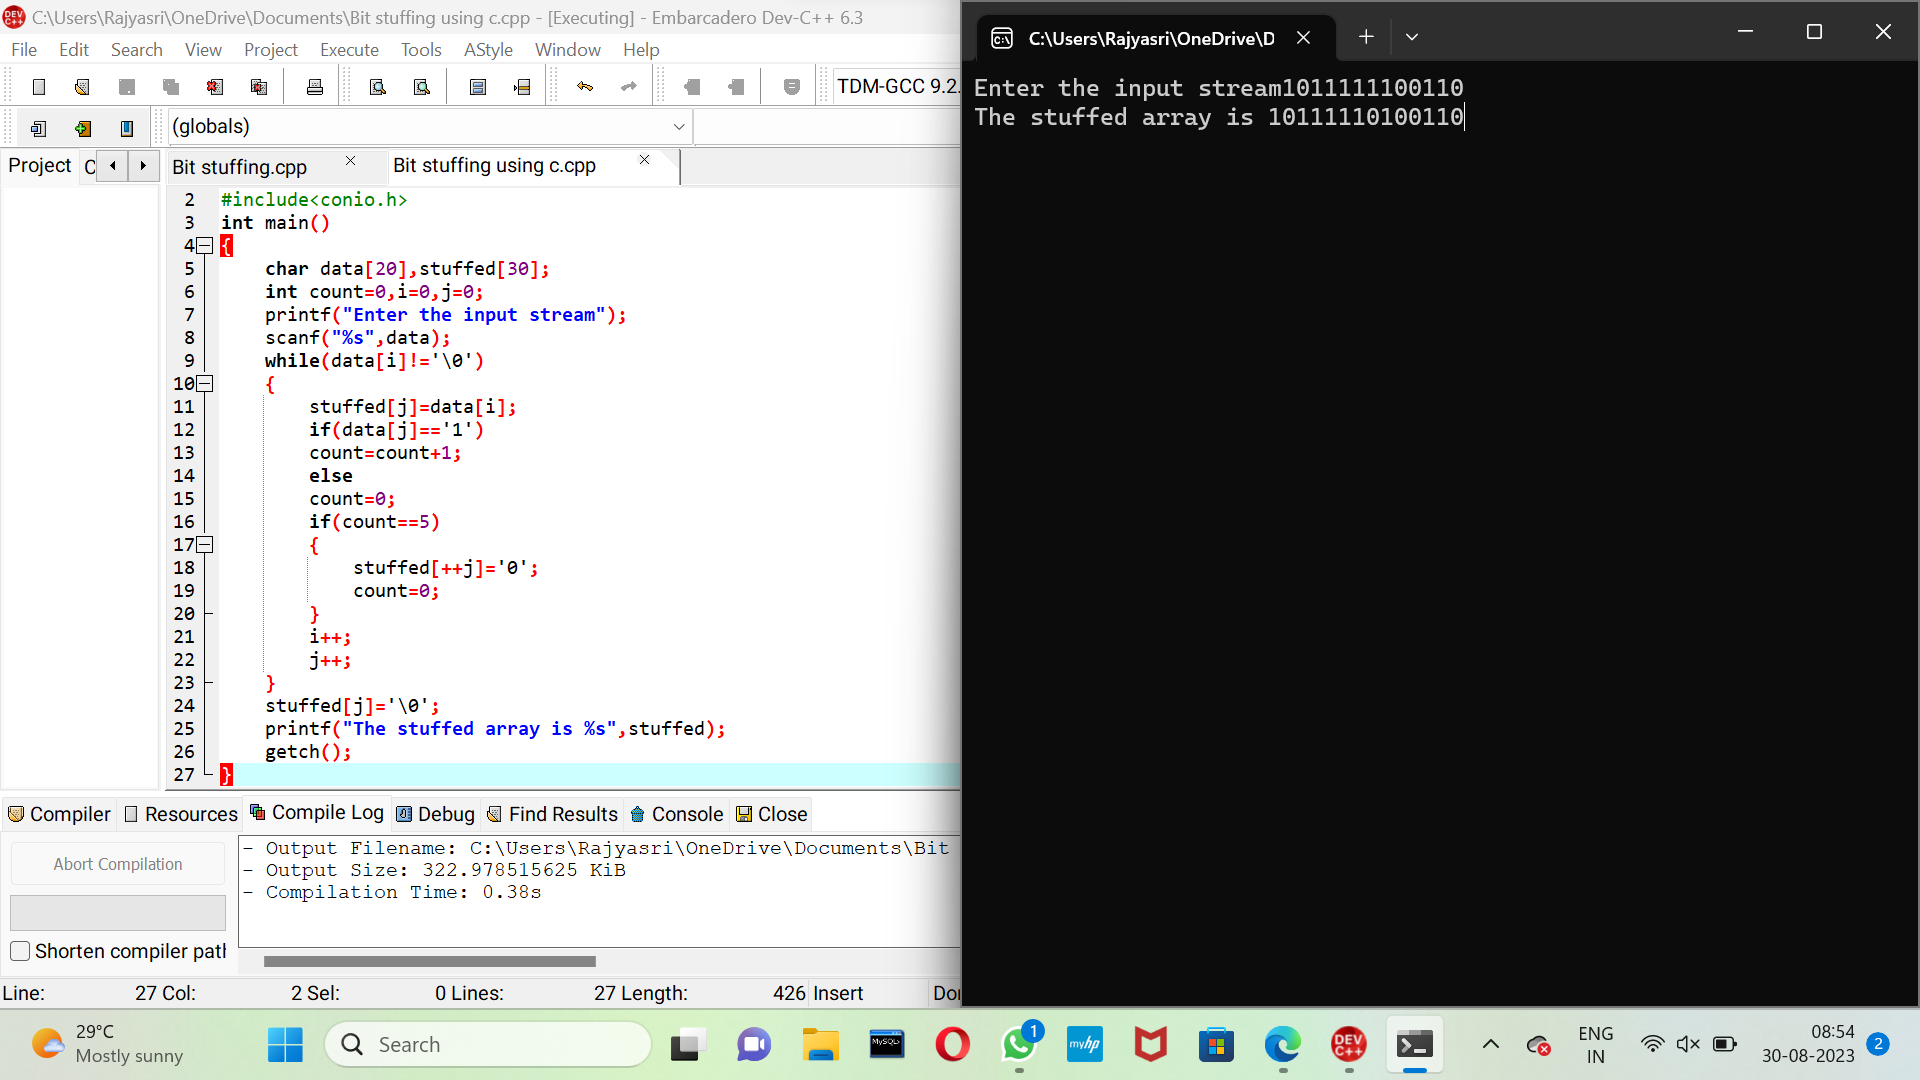 C:\Users\Rajyasri\OneDrive\Documents\Bit stuffing using c.cpp - [Executing] - Embarcadero Dev-C++ 6.3
File Edit Search View Project Execute Tools AStyle Window Help
TDM-GCC 9.2.
(globals)
Project C Bit stuffing.cpp Bit stuffing using c.cpp
2 #include<conio.h>
3 int main()
4 {
5 char data[20],stuffed[30];
6 int count=0,i=0,j=0;
7 printf("Enter the input stream");
8 scanf("%s",data);
9 while(data[i]!='\0')
10 {
11 stuffed[j]=data[i];
12 if(data[j]=='1')
13 count=count+1;
14 else
15 count=0;
16 if(count==5)
17 {
18 stuffed[++j]='0';
19 count=0;
20 }
21 i++;
22 j++;
23 }
24 stuffed[j]='\0';
25 printf("The stuffed array is %s",stuffed);
26 getch();
27 }
Compiler Resources Compile Log Debug Find Results Console Close
Abort Compilation
Shorten compiler path
- Output Filename: C:\Users\Rajyasri\OneDrive\Documents\Bit
- Output Size: 322.978515625 KiB
- Compilation Time: 0.38s
Line: 27 Col: 2 Sel: 0 Lines: 27 Length: 426 Insert Do
C:\Users\Rajyasri\OneDrive\D
Enter the input stream1011111100110
The stuffed array is 10111110100110
29°C
Mostly sunny
Search
MySQL
1
myhp
DEV C++
ENG
IN
08:54
30-08-2023
2